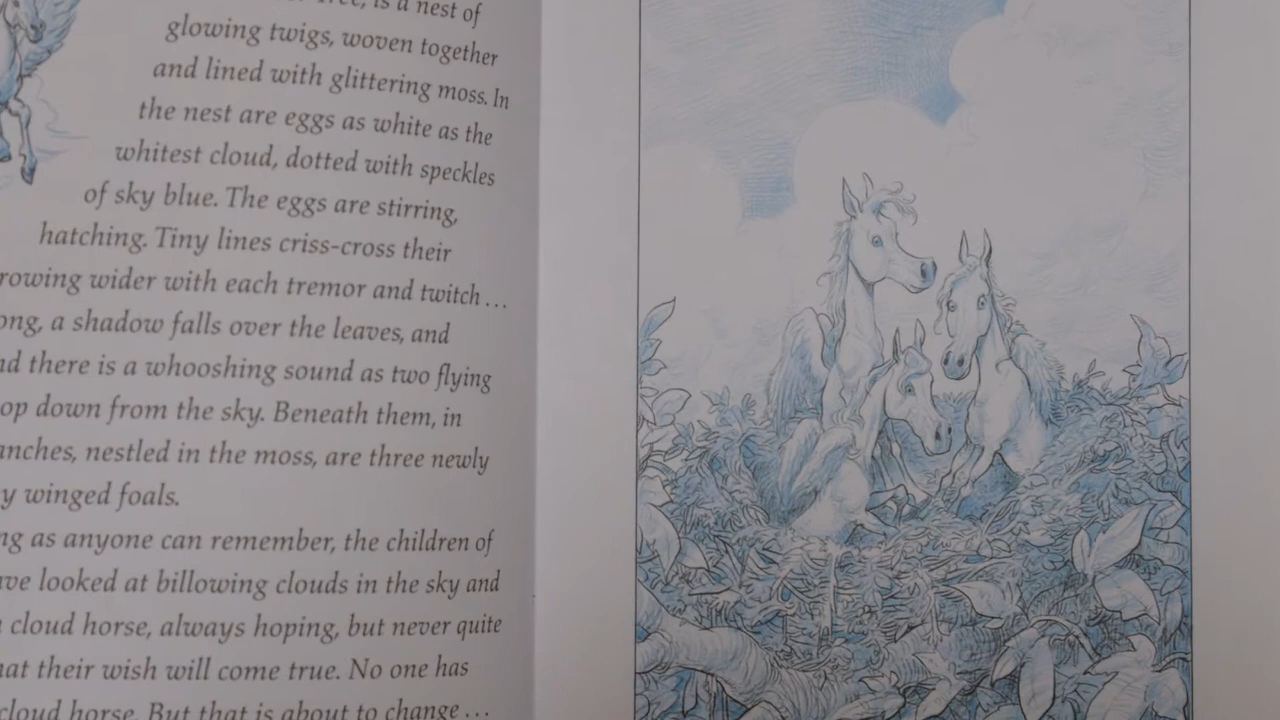 is a nest of
glowing twigs, woven together
and lined with glittering moss. In
the nest are eggs as white as the
whitest cloud, dotted with speckles
of sky blue. The eggs are stirring,
hatching. Tiny lines criss-cross their
rowing wider with each tremor and twitch ...
ong, a shadow falls over the leaves, and
nd there is a whooshing sound as two flying
op down from the sky. Beneath them, in
anches, nestled in the moss, are three newly
y winged foals.
ng as anyone can remember, the children of
ave looked at billowing clouds in the sky and
cloud horse, always hoping, but never quite
hat their wish will come true. No one has
cloud horse. But that is about to change ...